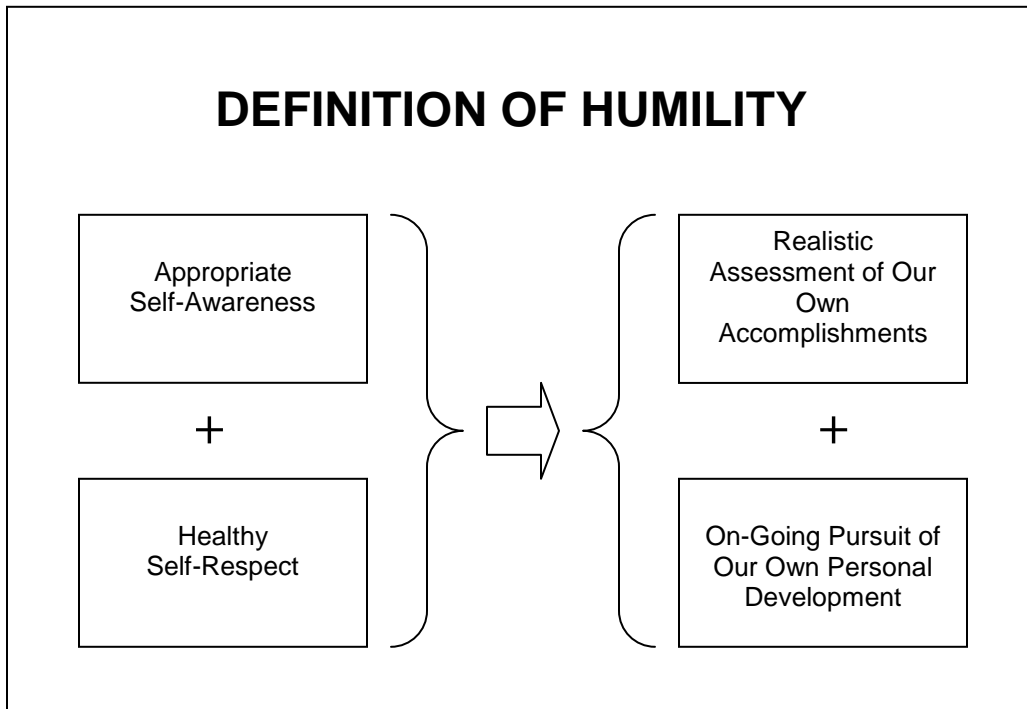 DEFINITION OF HUMILITY
Appropriate
Self-Awareness
+
Healthy
Self-Respect
Realistic
Assessment of Our
Own
Accomplishments
+
On-Going Pursuit of
Our Own Personal
Development